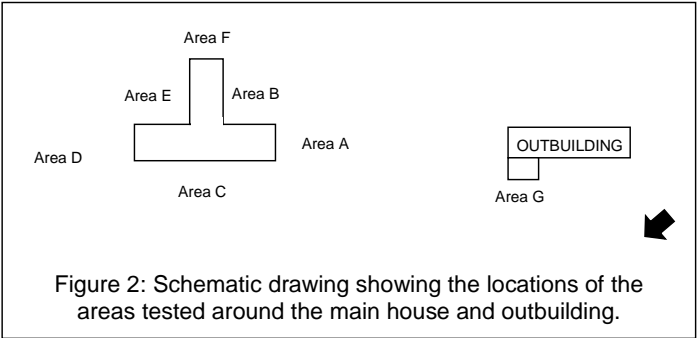 Area F
Area E
Area B
Area D
Area A
OUTBUILDING
Area C
Area G
Figure 2: Schematic drawing showing the locations of the
areas tested around the main house and outbuilding.